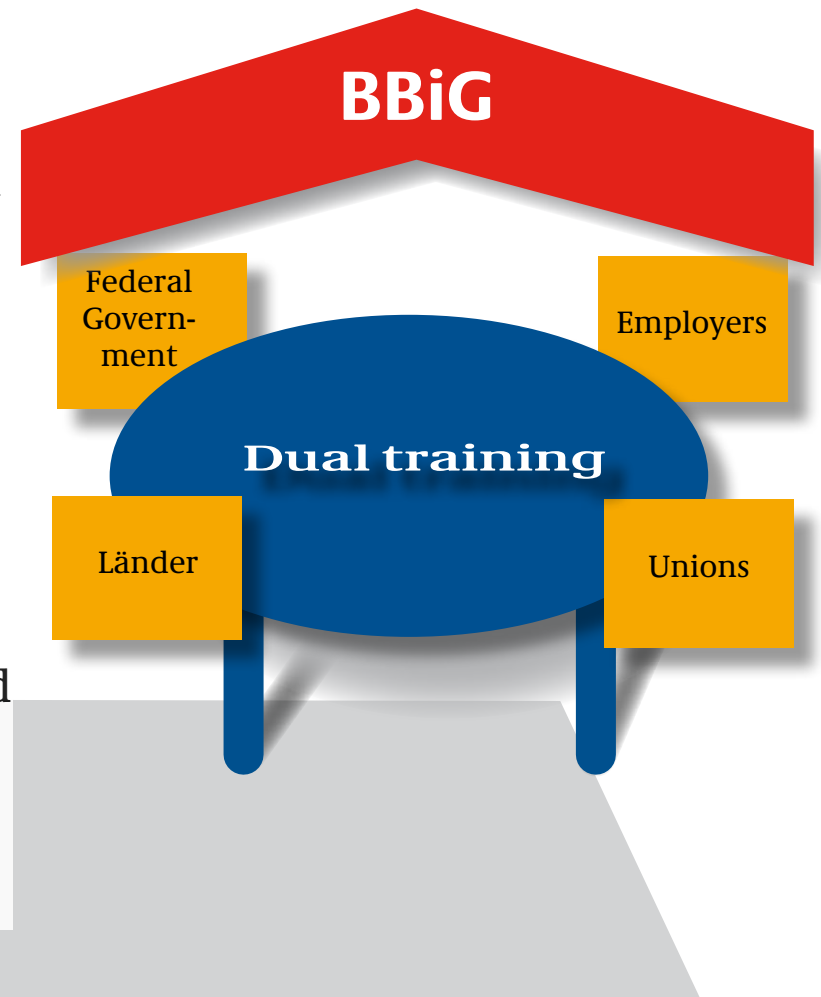 BBiG
Federal
Govern-
ment
Employers
Dual training
Länder
Unions
d